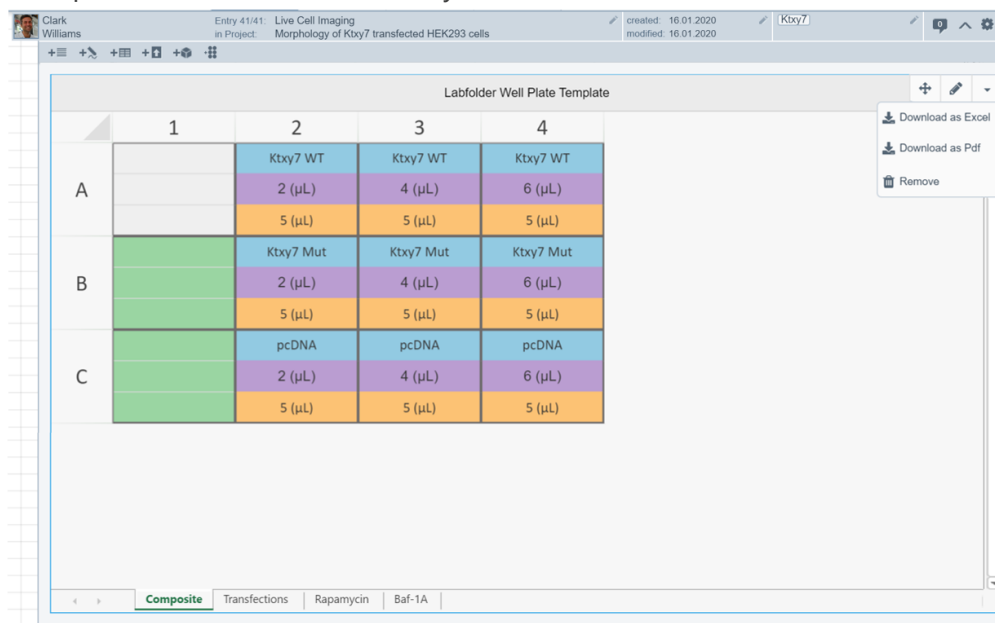 Clark Williams
Entry 41/41: Live Cell Imaging
in Project: Morphology of Ktxy7 transfected HEK293 cells
created: 16.01.2020
modified: 16.01.2020
Ktxy7
0
Labfolder Well Plate Template
Download as Excel
Download as Pdf
Remove
1 2 3 4
A
Ktxy7 WT Ktxy7 WT Ktxy7 WT
2 (µL) 4 (µL) 6 (µL)
5 (µL) 5 (µL) 5 (µL)
B
Ktxy7 Mut Ktxy7 Mut Ktxy7 Mut
2 (µL) 4 (µL) 6 (µL)
5 (µL) 5 (µL) 5 (µL)
C
pcDNA pcDNA pcDNA
2 (µL) 4 (µL) 6 (µL)
5 (µL) 5 (µL) 5 (µL)
Composite Transfections Rapamycin Baf-1A